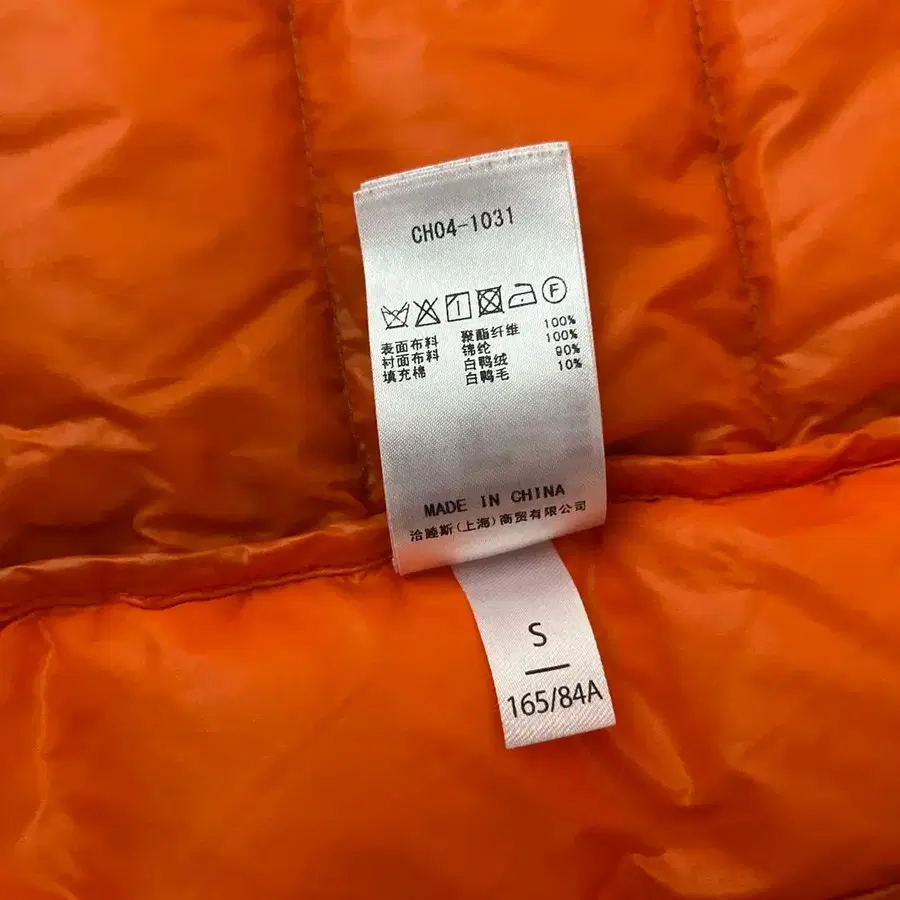 CH04-1031
F
表面布料 聚酯纤维 100%
衬面布料 锦纶 100%
填充棉 白鸭绒 90%
白鸭毛 10%
MADE IN CHINA
洽睦斯(上海)商贸有限公司
S
165/84A